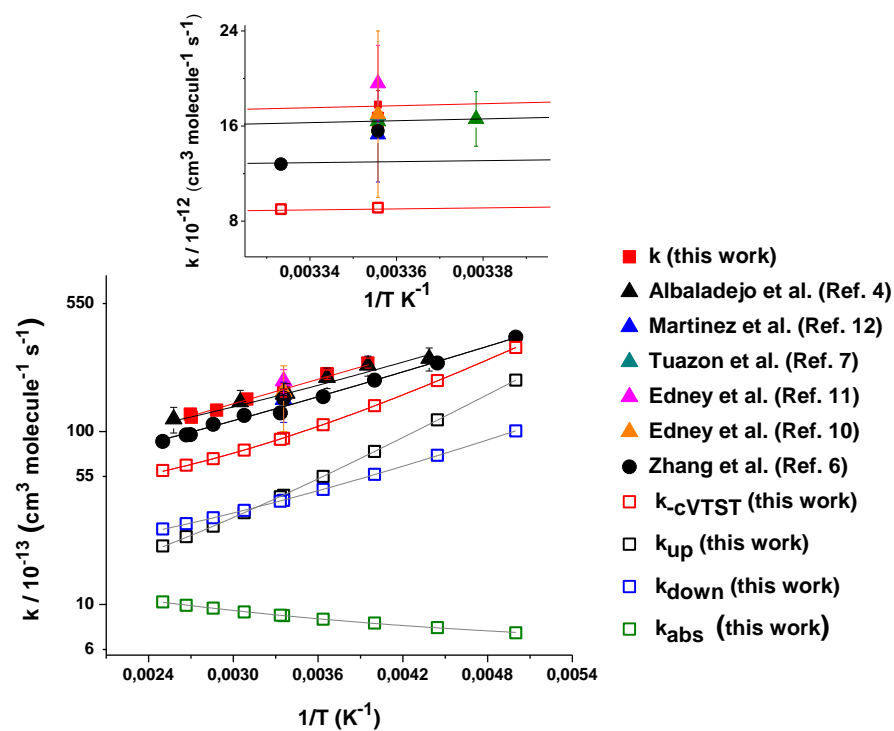 24
16
8
k / 10-12 (cm3 molecule-1 s-1)
0,00334
0,00336
0,00338
1/T K-1
550
100
55
10
6
k / 10-13 (cm3 molecule-1 s-1)
0,0024
0,0030
0,0036
0,0042
0,0048
0,0054
1/T (K-1)
k (this work)
Albaladejo et al. (Ref. 4)
Martinez et al. (Ref. 12)
Tuazon et al. (Ref. 7)
Edney et al. (Ref. 11)
Edney et al. (Ref. 10)
Zhang et al. (Ref. 6)
k-cVTST (this work)
kup (this work)
kdown (this work)
kabs (this work)